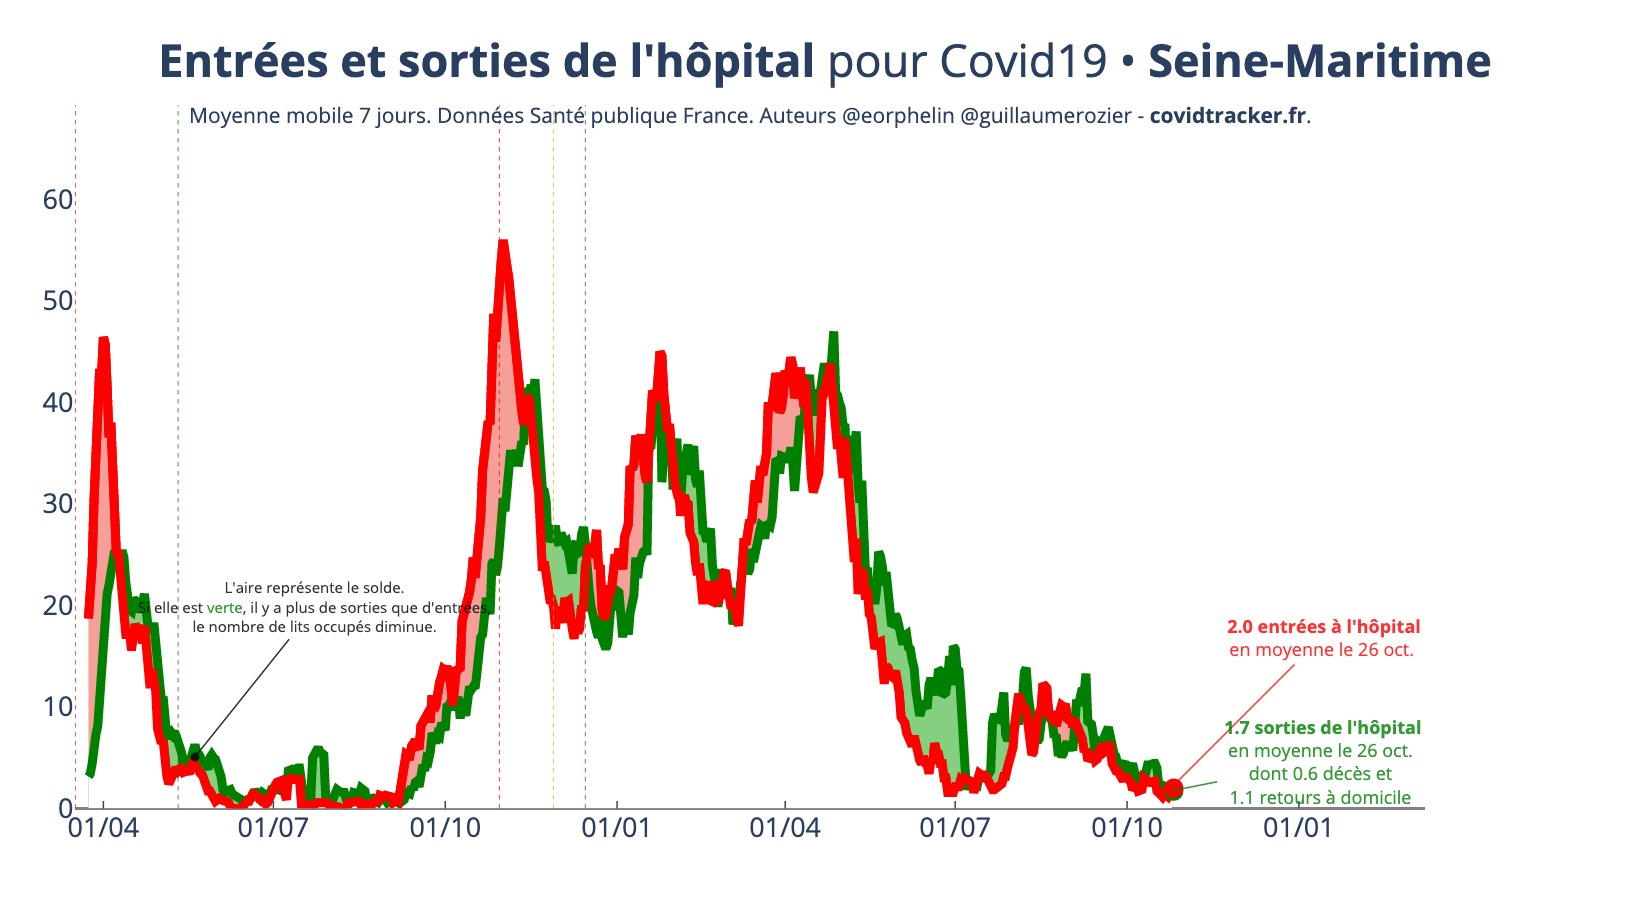 Entrées et sorties de l'hôpital pour Covid19 • Seine-Maritime
Moyenne mobile 7 jours. Données Santé publique France. Auteurs @eorphelin @guillaumerozier - covidtracker.fr.
60
50
40
30
20
10
0
L'aire représente le solde.
Si elle est verte, il y a plus de sorties que d'entrées,
le nombre de lits occupés diminue.
2.0 entrées à l'hôpital
en moyenne le 26 oct.
1.7 sorties de l'hôpital
en moyenne le 26 oct.
dont 0.6 décès et
1.1 retours à domicile
01/04 01/07 01/10 01/01 01/04 01/07 01/10 01/01